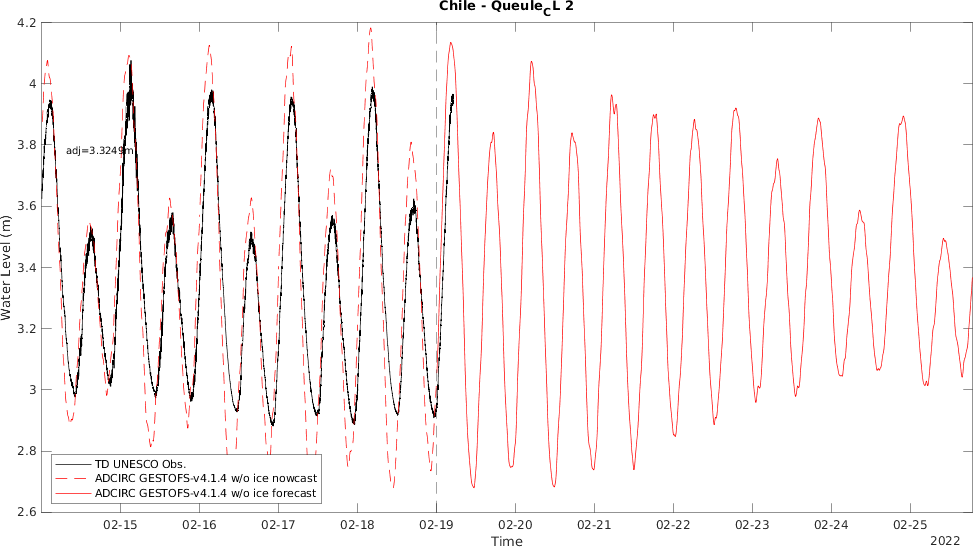 Chile - Queule_CL 2
4.2
4
3.8
3.6
3.4
3.2
3
2.8
2.6
Water Level (m)
adj=3.3249m
TD UNESCO Obs.
ADCIRC GESTOFS-v4.1.4 w/o ice nowcast
ADCIRC GESTOFS-v4.1.4 w/o ice forecast
02-15 02-16 02-17 02-18 02-19 02-20 02-21 02-22 02-23 02-24 02-25
Time
2022